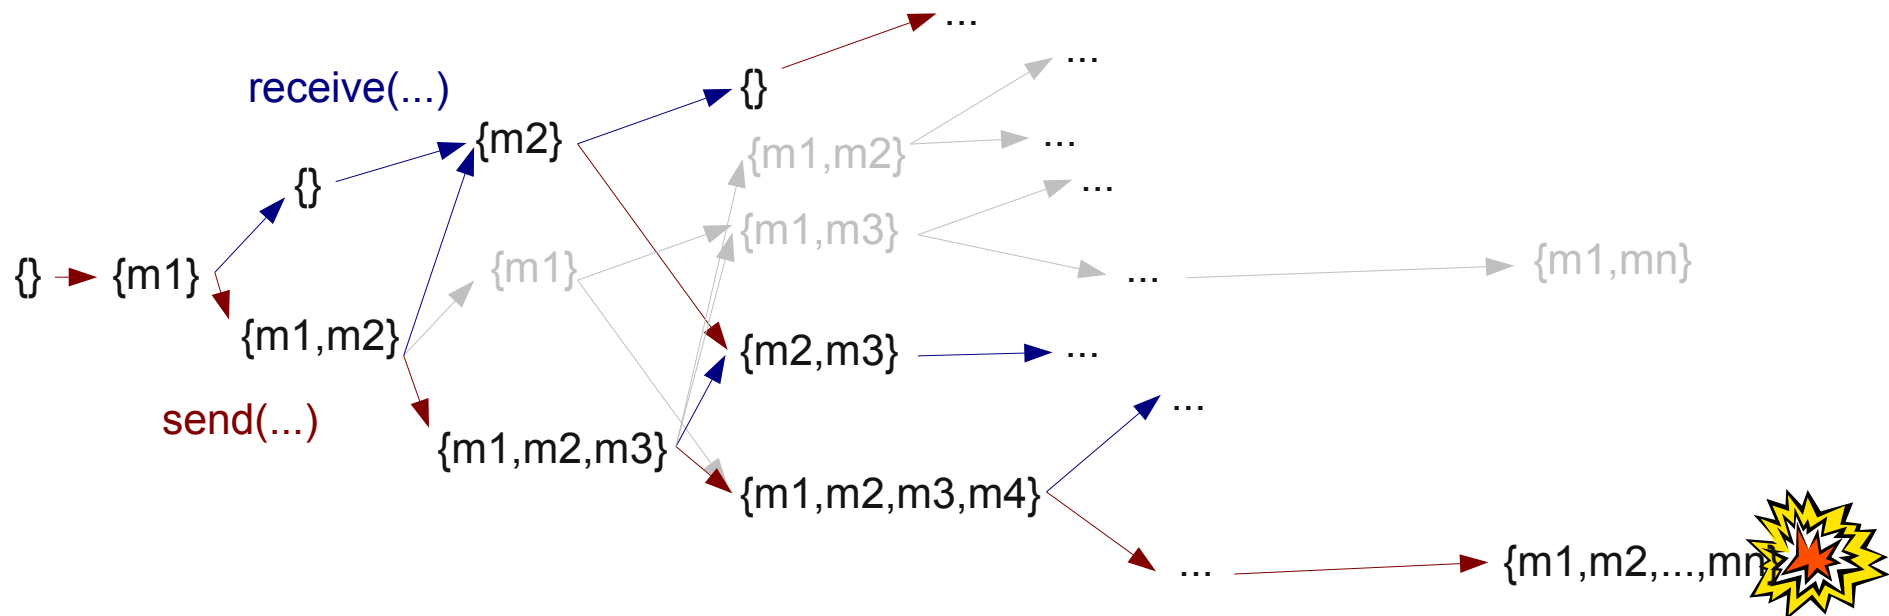 ...
...
receive(...)
{}
{m2}
...
{m1,m2}
...
{}
{m1,m3}
{m1}
{m1,mn}
{}
{m1}
...
{m1,m2}
{m2,m3}
...
...
send(...)
{m1,m2,m3}
{m1,m2,m3,m4}
...
{m1,m2,...,mn}